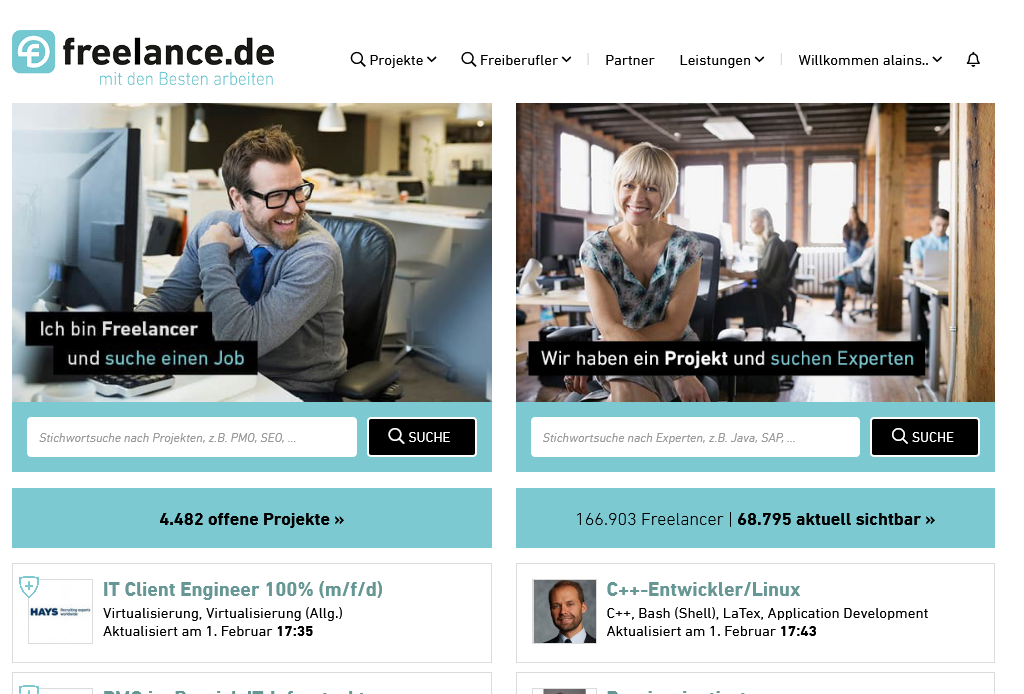 freelance.de
mit den Besten arbeiten
Projekte
Freiberufler
Partner
Leistungen
Willkommen alains..
Ich bin Freelancer
und suche einen Job
Wir haben ein Projekt und suchen Experten
Stichwortsuche nach Projekten, z.B. PMO, SEO, ...
SUCHE
Stichwortsuche nach Experten, z.B. Java, SAP, ...
SUCHE
4.482 offene Projekte »
166.903 Freelancer | 68.795 aktuell sichtbar »
HAYS Recruiting experts
worldwide
IT Client Engineer 100% (m/f/d)
Virtualisierung, Virtualisierung (Allg.)
Aktualisiert am 1. Februar 17:35
C++-Entwickler/Linux
C++, Bash (Shell), LaTex, Application Development
Aktualisiert am 1. Februar 17:43